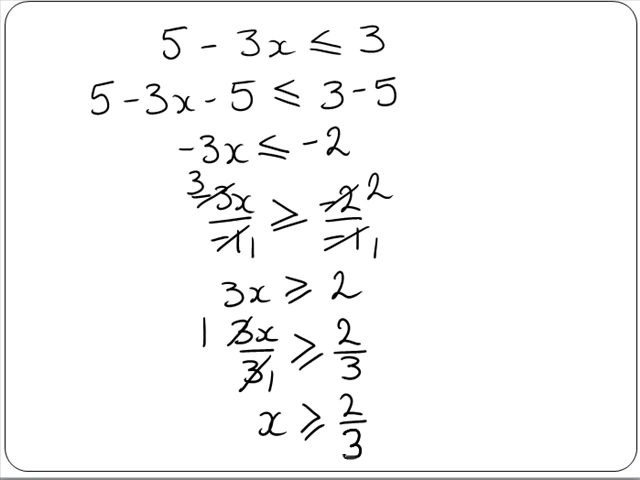 5 - 3x ≤ 3
5 - 3x - 5 ≤ 3 - 5
-3x ≤ -2
3 -3x/-1 1 ≥ -2/-1 2 1
3x ≥ 2
1 3x/3 1 ≥ 2/3
x ≥ 2/3